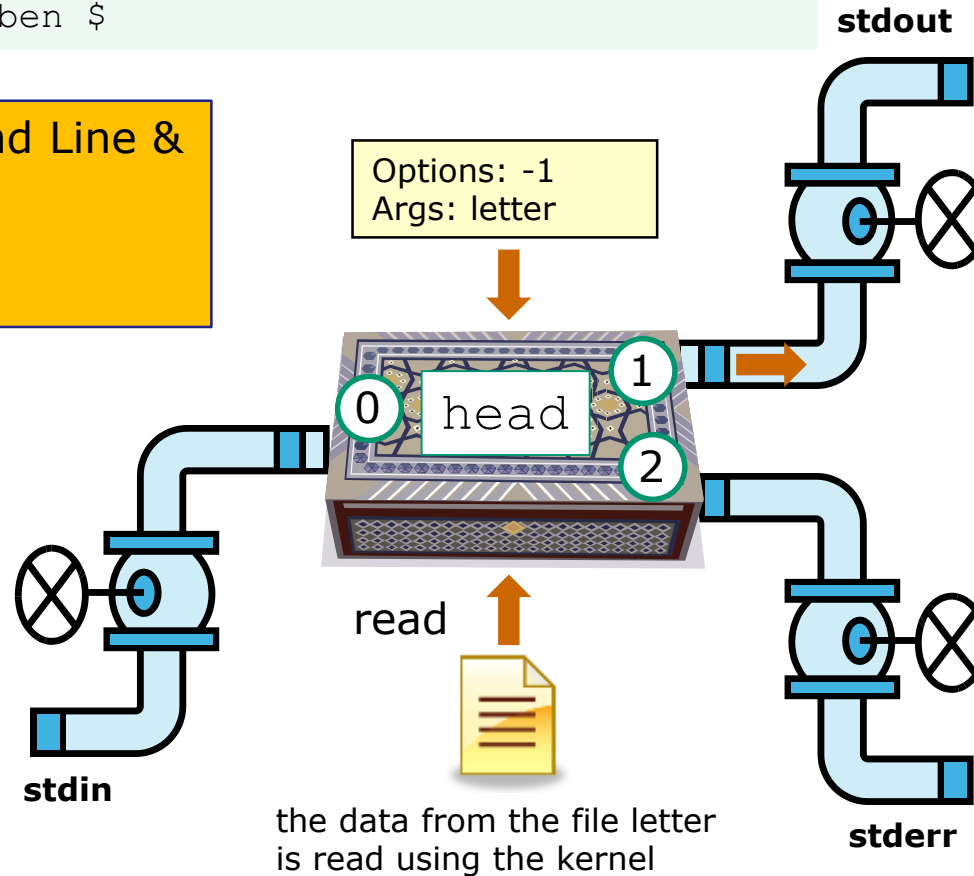 ben $
stdout
nd Line &
Options: -1
Args: letter
0
head
1
2
read
stdin
the data from the file letter
is read using the kernel
stderr